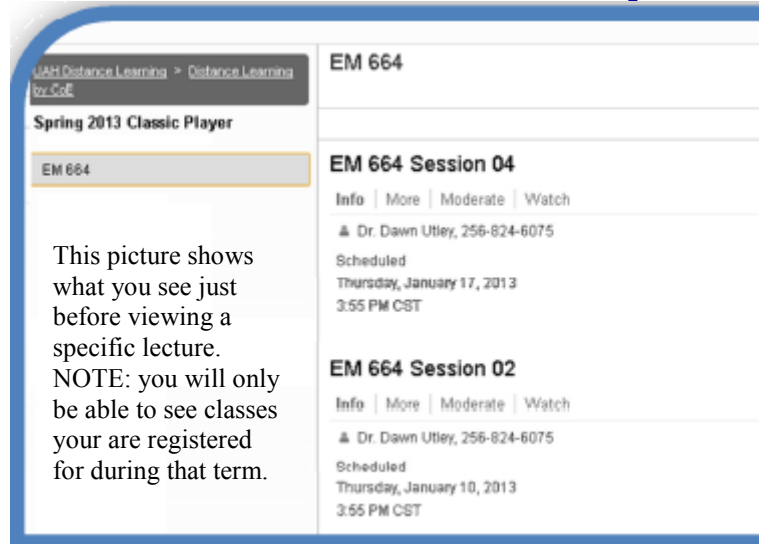 UAH Distance Learning > Distance Learning
by CoE
Spring 2013 Classic Player
EM 664
This picture shows
what you see just
before viewing a
specific lecture.
NOTE: you will only
be able to see classes
your are registered
for during that term.
EM 664
EM 664 Session 04
Info | More | Moderate | Watch
Dr. Dawn Utley, 256-824-6075
Scheduled
Thursday, January 17, 2013
3:55 PM CST
EM 664 Session 02
Info | More | Moderate | Watch
Dr. Dawn Utley, 256-824-6075
Scheduled
Thursday, January 10, 2013
3:55 PM CST